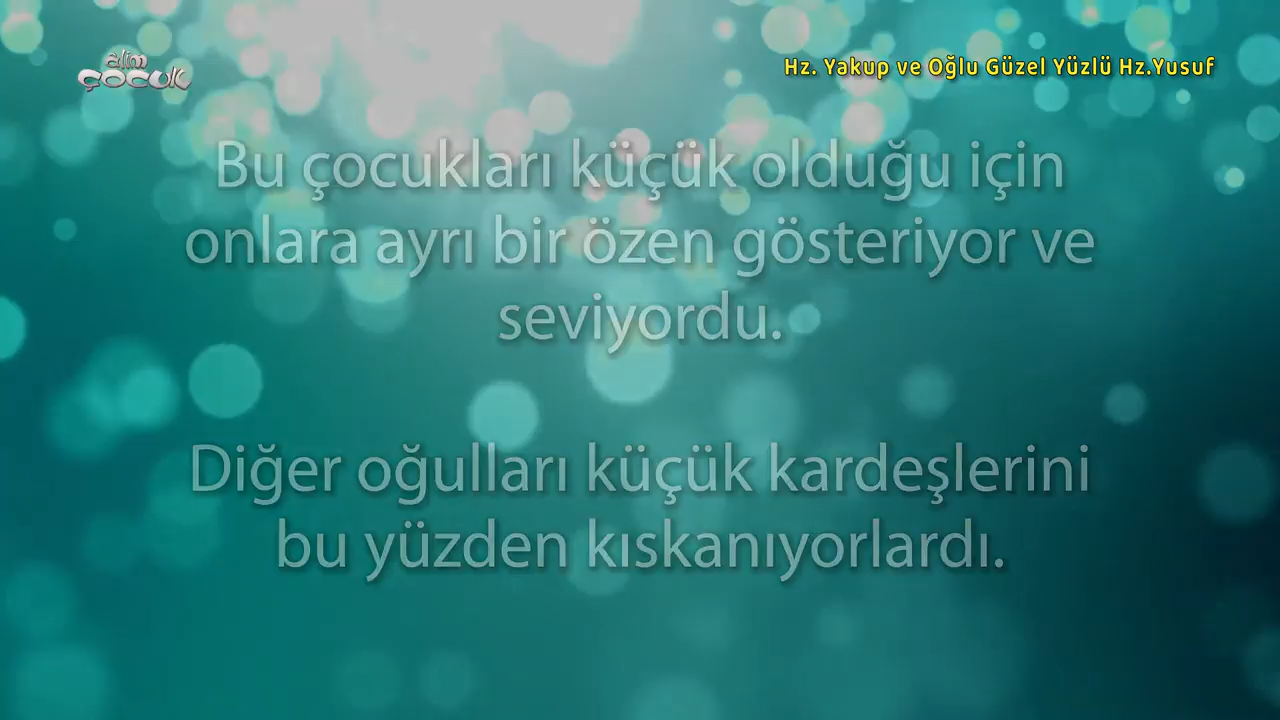 alim
çocuk
Hz. Yakup ve Oğlu Güzel Yüzlü Hz.Yusuf
Bu çocukları küçük olduğu için
onlara ayrı bir özen gösteriyor ve
seviyordu.
Diğer oğulları küçük kardeşlerini
bu yüzden kıskanıyorlardı.